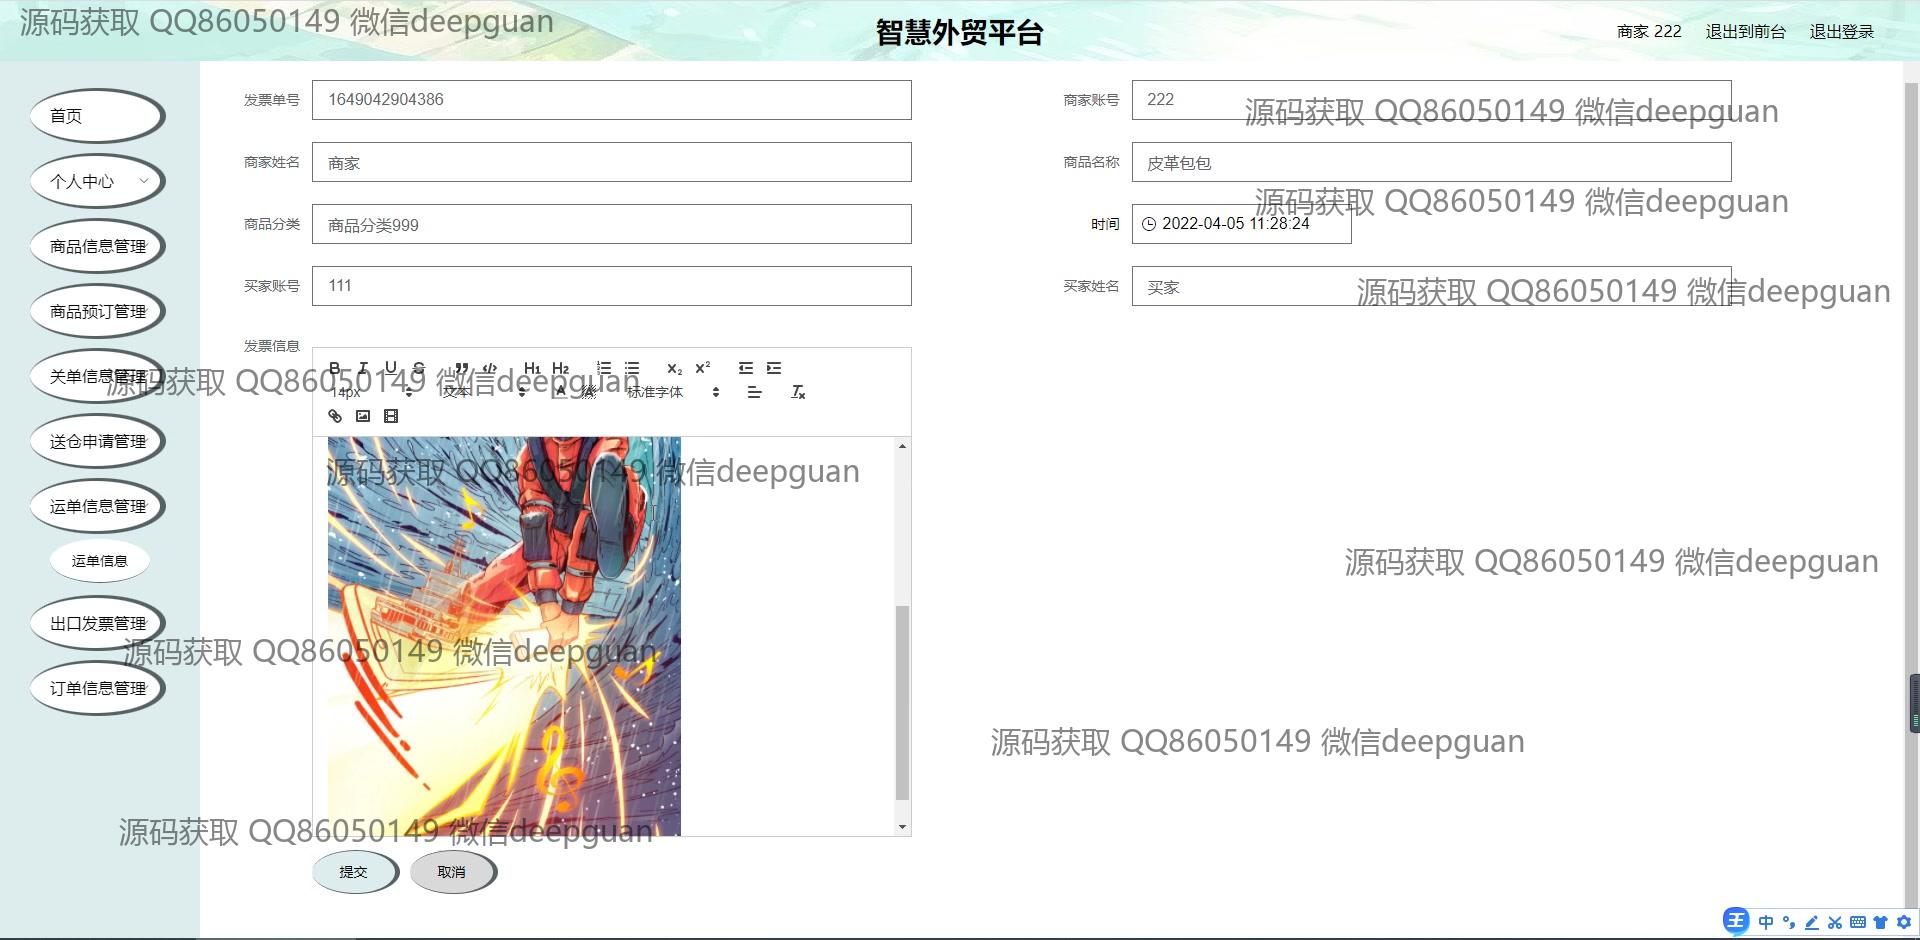 源码获取 QQ86050149 微信deepguan
智慧外贸平台
商家 222
退出到前台
退出登录
首页
个人中心
商品信息管理
商品预订管理
关单信息管理
送仓申请管理
运单信息管理
运单信息
出口发票管理
订单信息管理
发票单号
1649042904386
商家账号
222
源码获取 QQ86050149 微信deepguan
商家姓名
商家
商品名称
皮革包包
源码获取 QQ86050149 微信deepguan
商品分类
商品分类999
时间
2022-04-05 11:28:24
买家账号
111
买家姓名
买家
源码获取 QQ86050149 微信deepguan
发票信息
B I U S H1 H2 X2 X2
源码获取 QQ86050149 微信deepguan
14px 文本 A 标准字体 Tx
源码获取 QQ86050149 微信deepguan
源码获取 QQ86050149 微信deepguan
源码获取 QQ86050149 微信deepguan
源码获取 QQ86050149 微信deepguan
源码获取 QQ86050149 微信deepguan
提交
取消
王 中